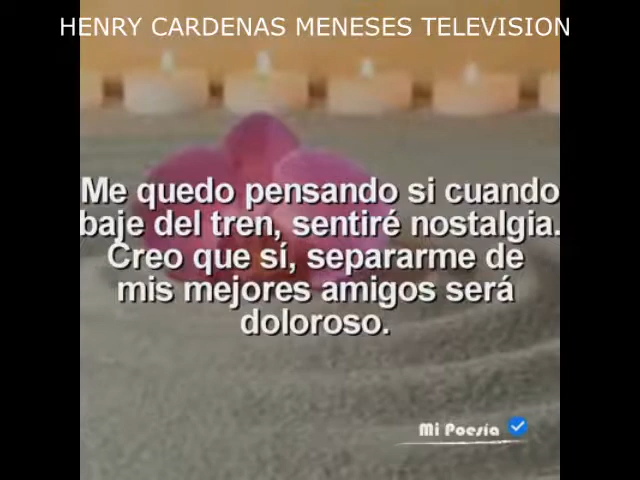 HENRY CARDENAS MENESES TELEVISION
Me quedo pensando si cuando
baje del tren, sentiré nostalgia.
Creo que sí, separarme de
mis mejores amigos será
doloroso.
Mi Poesía